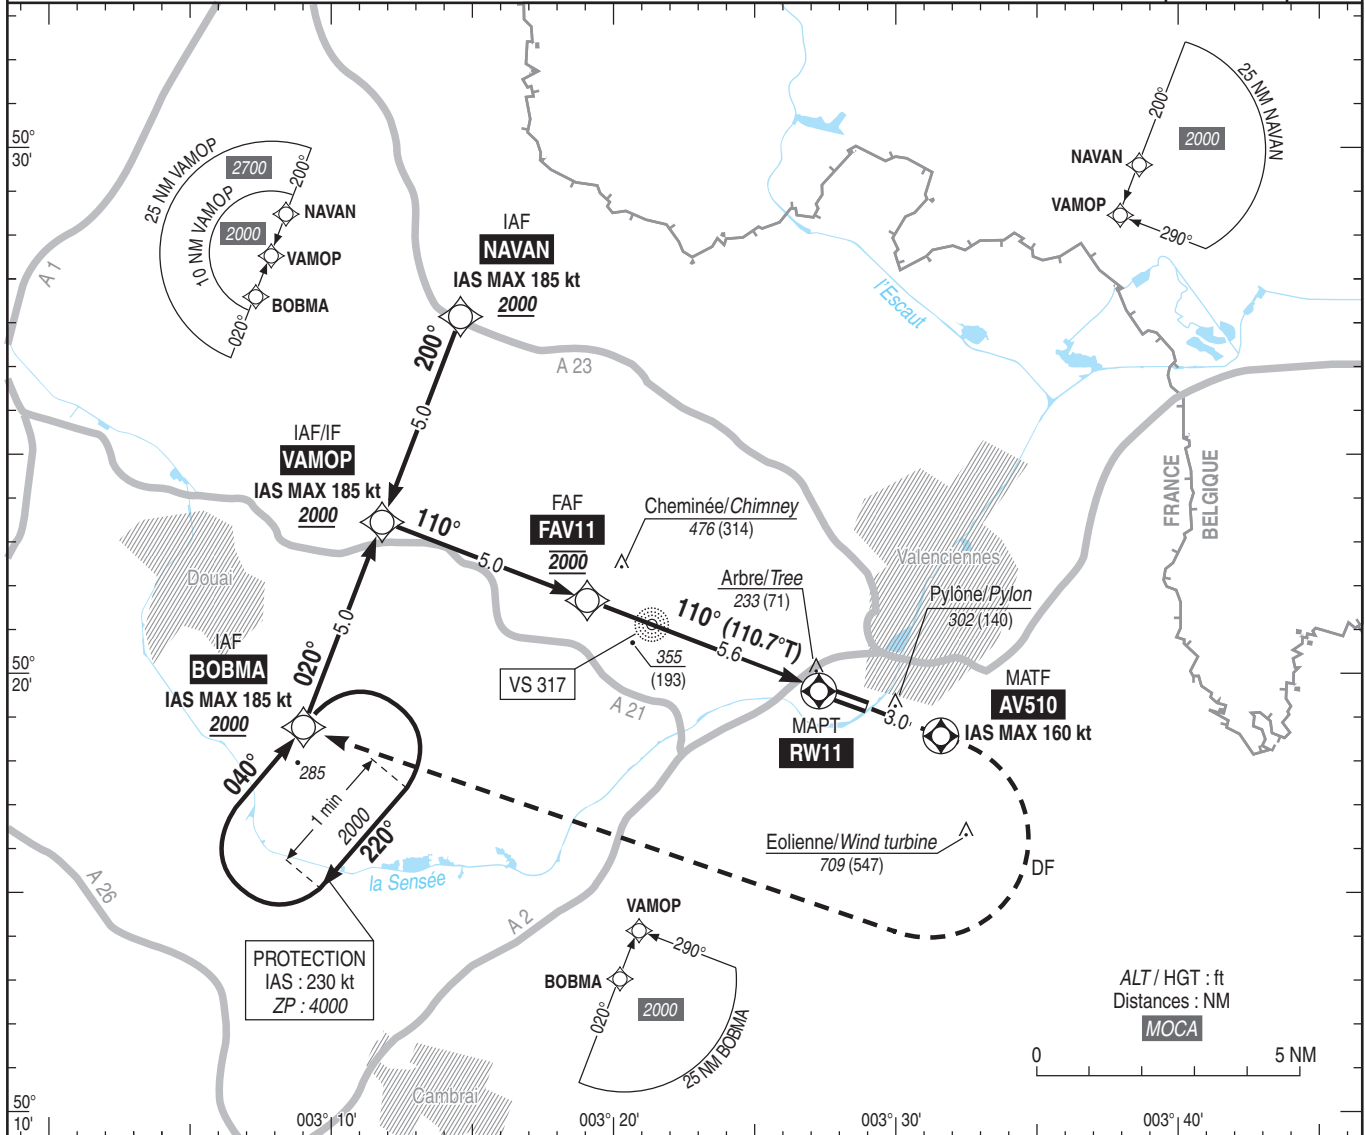 50°
30'
25 NM VAMOP
2700
200°
10 NM VAMOP
2000
NAVAN
VAMOP
BOBMA
020°
A 1
IAF
NAVAN
IAS MAX 185 kt
2000
200°
5.0
A 23
l'Escaut
200°
25 NM NAVAN
2000
NAVAN
VAMOP
290°
IAF/IF
VAMOP
IAS MAX 185 kt
2000
110°
5.0
FAF
FAV11
2000
Cheminée/Chimney
476 (314)
Arbre/Tree
233 (71)
Valenciennes
Pylône/Pylon
302 (140)
FRANCE
BELGIQUE
Douai
5.0
020°
IAF
BOBMA
IAS MAX 185 kt
2000
50°
20'
110° (110.7°T)
5.6
VS 317
355
(193)
A 21
MAPT
RW11
3.0
MATF
AV510
IAS MAX 160 kt
040°
285
1 min
2000
220°
la Sensée
Eolienne/Wind turbine
709 (547)
DF
A 26
A 2
PROTECTION
IAS : 230 kt
ZP : 4000
VAMOP
290°
BOBMA
020°
2000
25 NM BOBMA
ALT / HGT : ft
Distances : NM
MOCA
0
5 NM
Cambrai
50°
10'
003° 10'
003° 20'
003° 30'
003° 40'